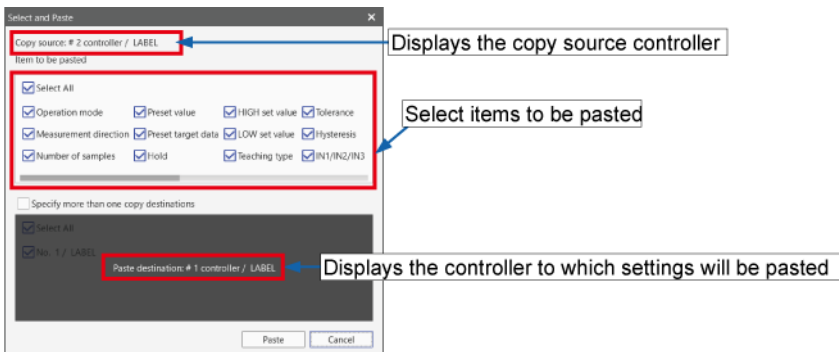 Select and Paste
Copy source: # 2 controller / LABEL
Displays the copy source controller
Item to be pasted
Select All
Operation mode Preset value HIGH set value Tolerance
Select items to be pasted
Measurement direction Preset target data LOW set value Hysteresis
Number of samples Hold Teaching type IN1/IN2/IN3
Specify more than one copy destinations
Select All
No. 1 / LABEL
Paste destination: # 1 controller / LABEL
Displays the controller to which settings will be pasted
Paste Cancel